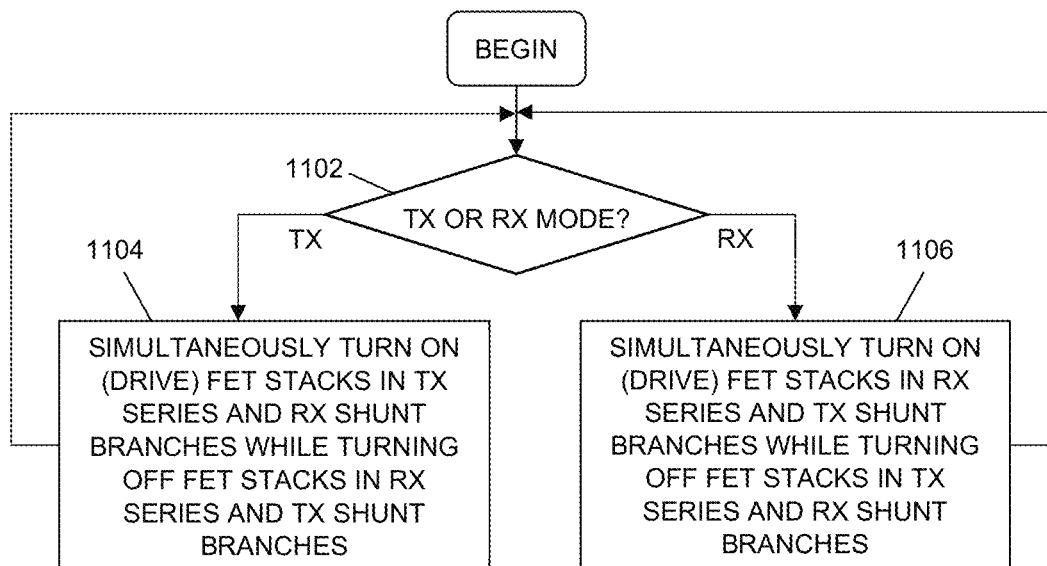 BEGIN
1102
TX OR RX MODE?
TX
RX
1104
SIMULTANEOUSLY TURN ON
(DRIVE) FET STACKS IN TX
SERIES AND RX SHUNT
BRANCHES WHILE TURNING
OFF FET STACKS IN RX
SERIES AND TX SHUNT
BRANCHES
1106
SIMULTANEOUSLY TURN ON
(DRIVE) FET STACKS IN RX
SERIES AND TX SHUNT
BRANCHES WHILE TURNING
OFF FET STACKS IN TX
SERIES AND RX SHUNT
BRANCHES